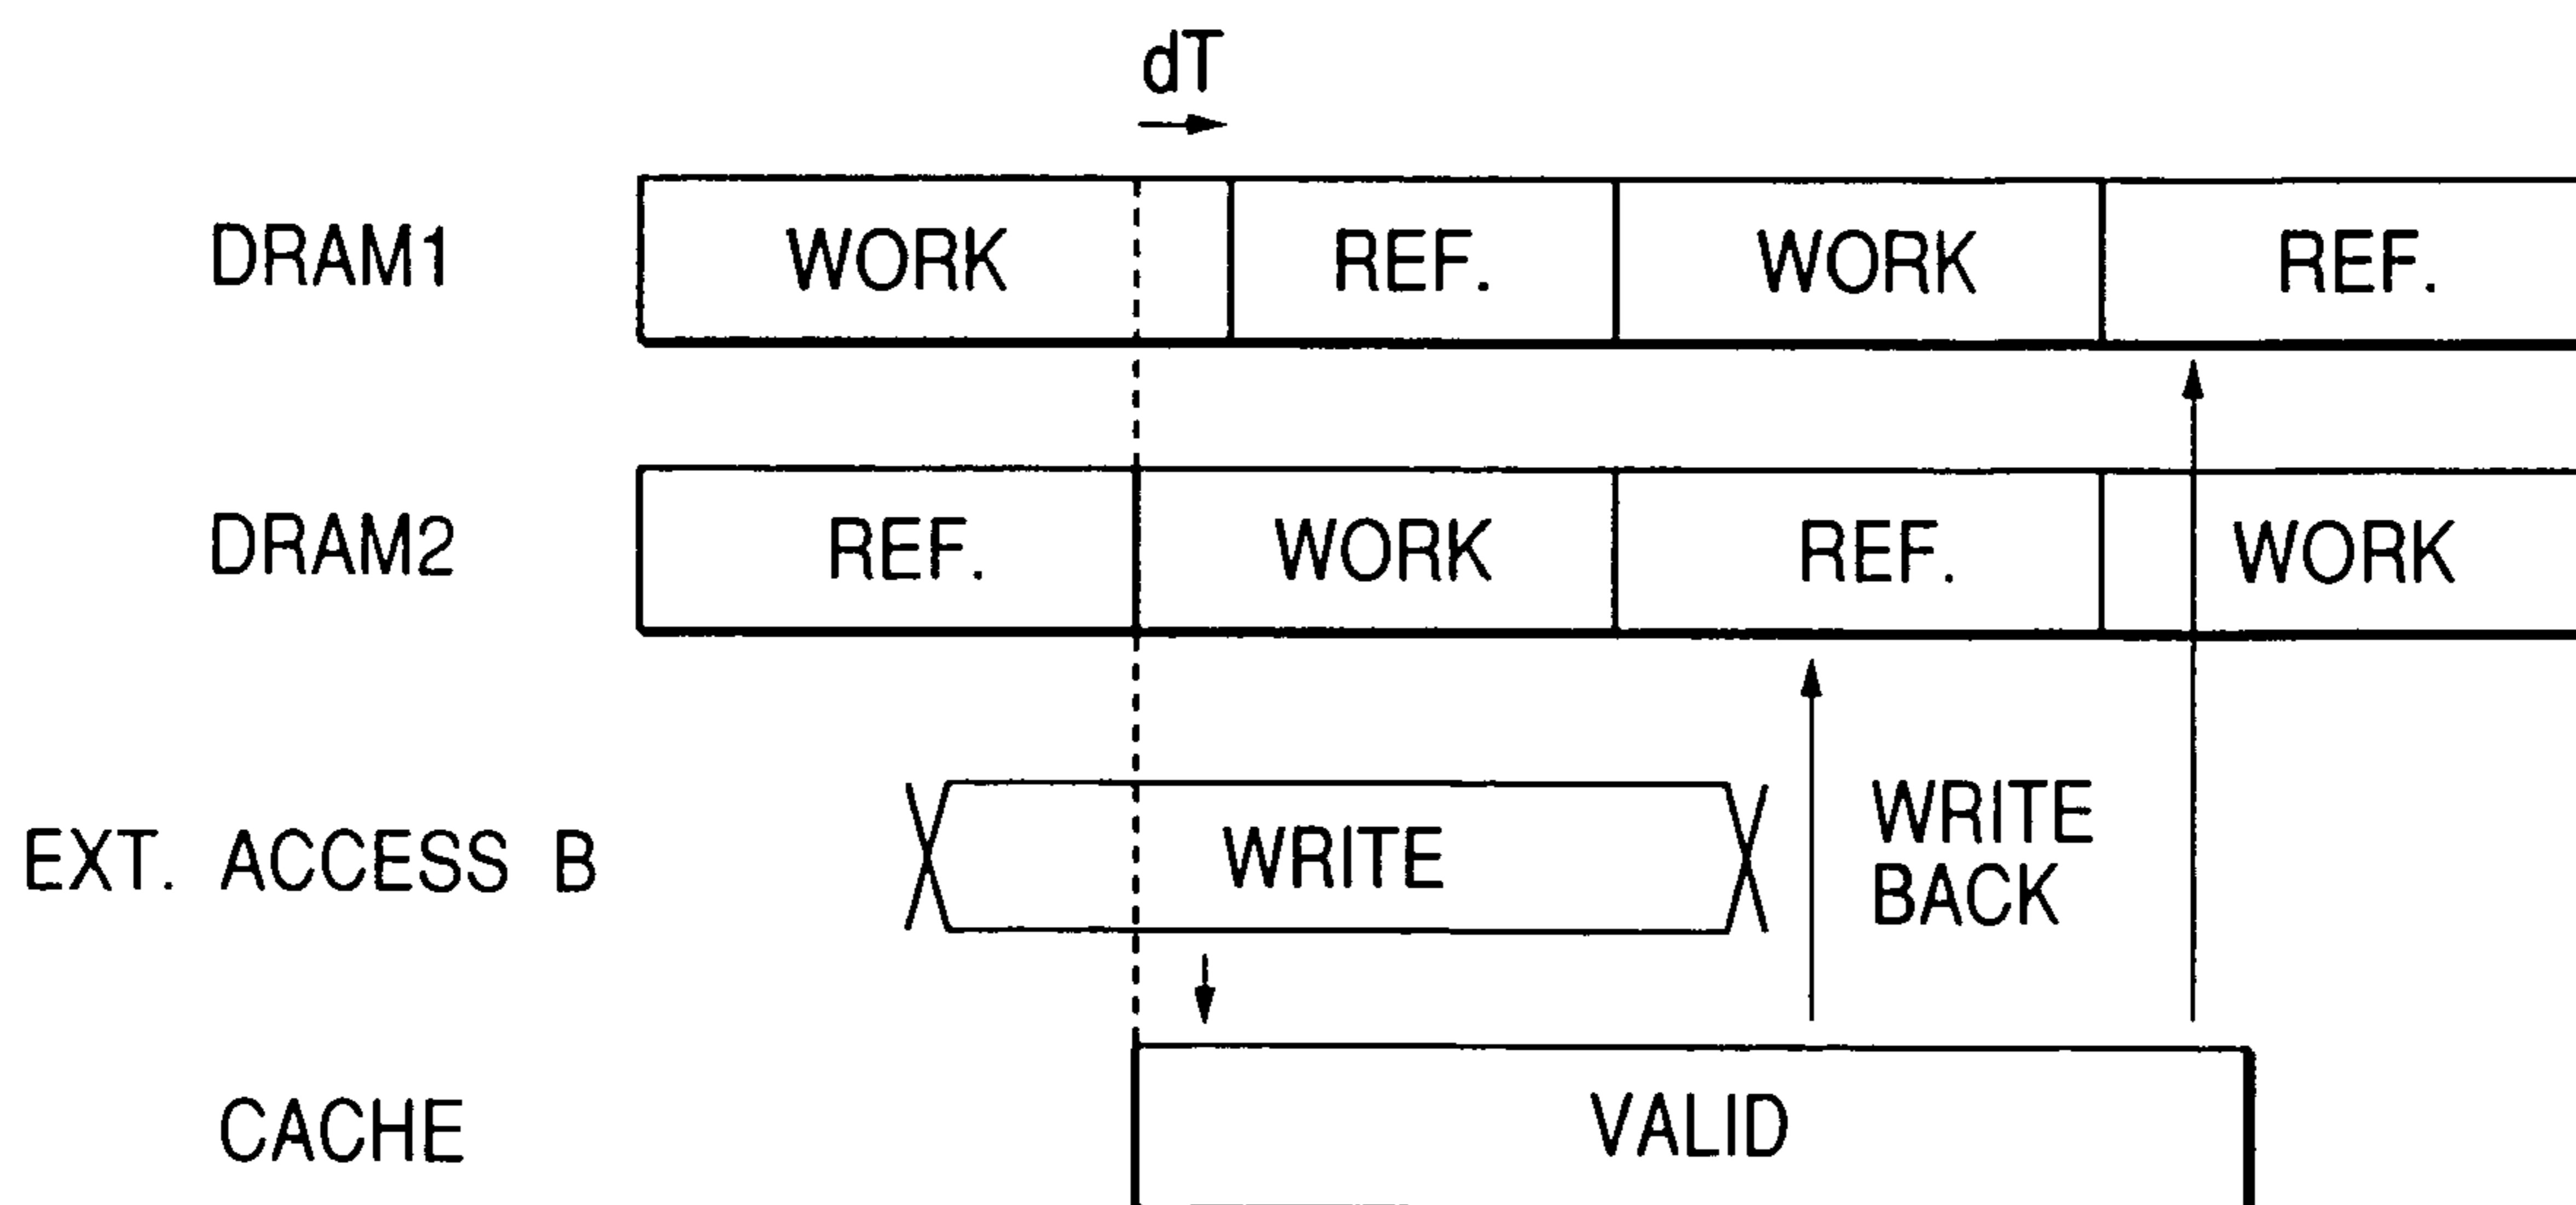 dT
DRAM1 WORK REF. WORK REF.
DRAM2 REF. WORK REF. WORK
EXT. ACCESS B WRITE WRITE
BACK
CACHE VALID